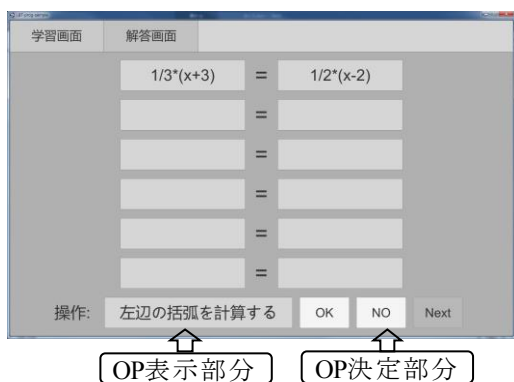 学習画面 解答画面
1/3*(x+3) = 1/2*(x-2)
=
=
=
=
=
操作: 左辺の括弧を計算する OK NO Next
OP表示部分 OP決定部分